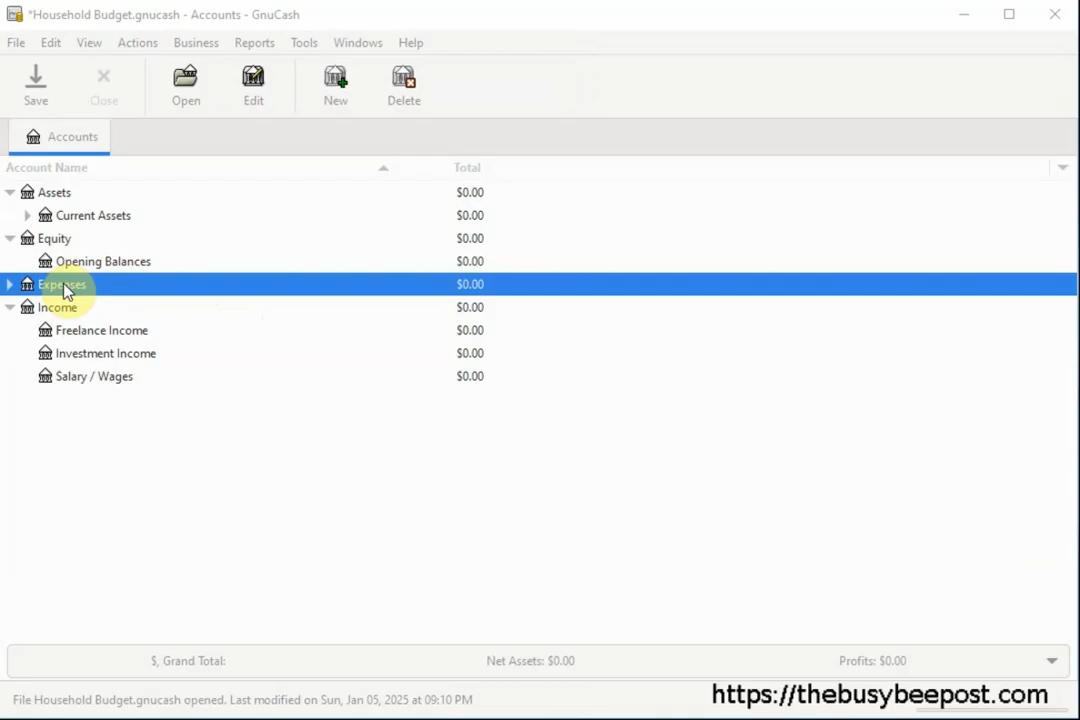 *Household Budget.gnucash - Accounts - GnuCash
File Edit View Actions Business Reports Tools Windows Help
Save Close Open Edit New Delete
Accounts
Account Name Total
Assets $0.00
Current Assets $0.00
Equity $0.00
Opening Balances $0.00
Expenses $0.00
Income $0.00
Freelance Income $0.00
Investment Income $0.00
Salary / Wages $0.00
$, Grand Total: Net Assets: $0.00 Profits: $0.00
File Household Budget.gnucash opened. Last modified on Sun, Jan 05, 2025 at 09:10 PM
https://thebusybeepost.com